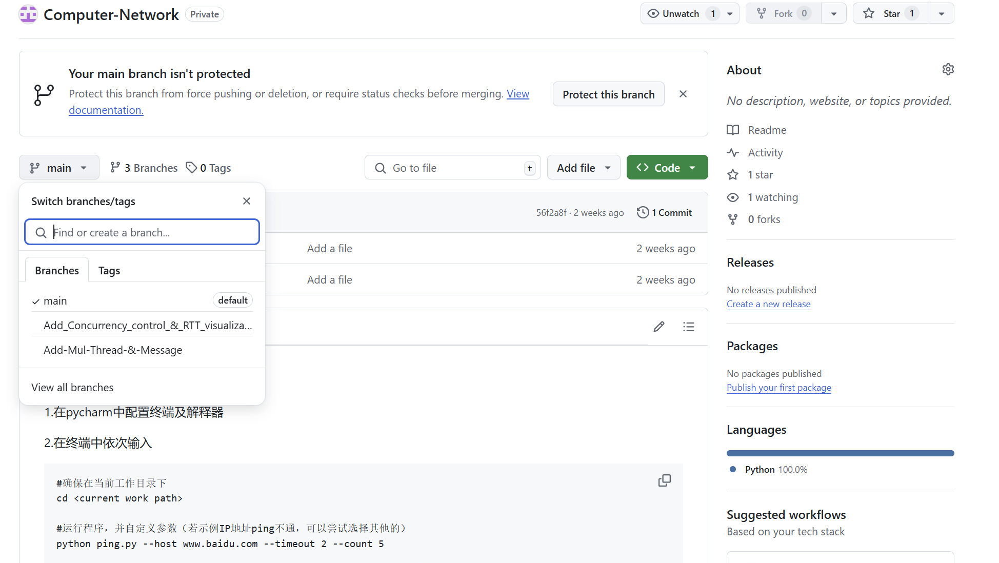 Computer-Network Private
Unwatch 1
Fork 0
Star 1
Your main branch isn't protected
Protect this branch from force pushing or deletion, or require status checks before merging. View
documentation.
Protect this branch
main
3 Branches
0 Tags
Go to file
t
Add file
Code
Switch branches/tags
Find or create a branch...
Branches
Tags
main default
Add_Concurrency_control_&_RTT_visualiza...
Add-Mul-Thread-&-Message
View all branches
56f2a8f · 2 weeks ago
1 Commit
Add a file 2 weeks ago
Add a file 2 weeks ago
1.在pycharm中配置终端及解释器
2.在终端中依次输入
#确保在当前工作目录下
cd <current work path>
#运行程序，并自定义参数（若示例IP地址ping不通，可以尝试选择其他的）
python ping.py --host www.baidu.com --timeout 2 --count 5
About
No description, website, or topics provided.
Readme
Activity
1 star
1 watching
0 forks
Releases
No releases published
Create a new release
Packages
No packages published
Publish your first package
Languages
Python 100.0%
Suggested workflows
Based on your tech stack